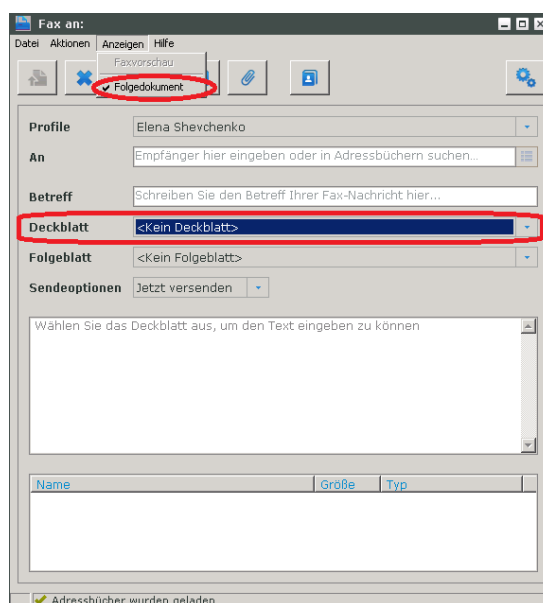 Fax an:
Datei Aktionen Anzeigen Hilfe
Faxvorschau
Folgedokument
Profile Elena Shevchenko
An Empfänger hier eingeben oder in Adressbüchern suchen...
Betreff Schreiben Sie den Betreff Ihrer Fax-Nachricht hier...
Deckblatt <Kein Deckblatt>
Folgeblatt <Kein Folgeblatt>
Sendeoptionen Jetzt versenden
Wählen Sie das Deckblatt aus, um den Text eingeben zu können
Name Größe Typ
Adressbücher wurden geladen